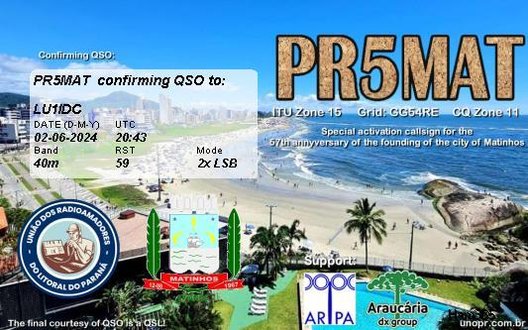 Confirming QSO:
PR5MAT
PR5MAT confirming QSO to:
LU1IDC
DATE (D-M-Y) UTC
02-06-2024 20:43
Band RST Mode
40m 59 2x LSB
ITU Zone 15 Grid: GG54RE CQ Zone 11
Special activation callsign for the
57th annyversary of the founding of the city of Matinhos
UNIÃO DOS RADIOAMADORES
DO LITORAL DO PARANÁ
MATINHOS
12-06 1967
Support:
ARPA
Araucária
dx group
The final courtesy of QSO is a QSL!
unopr.com.br